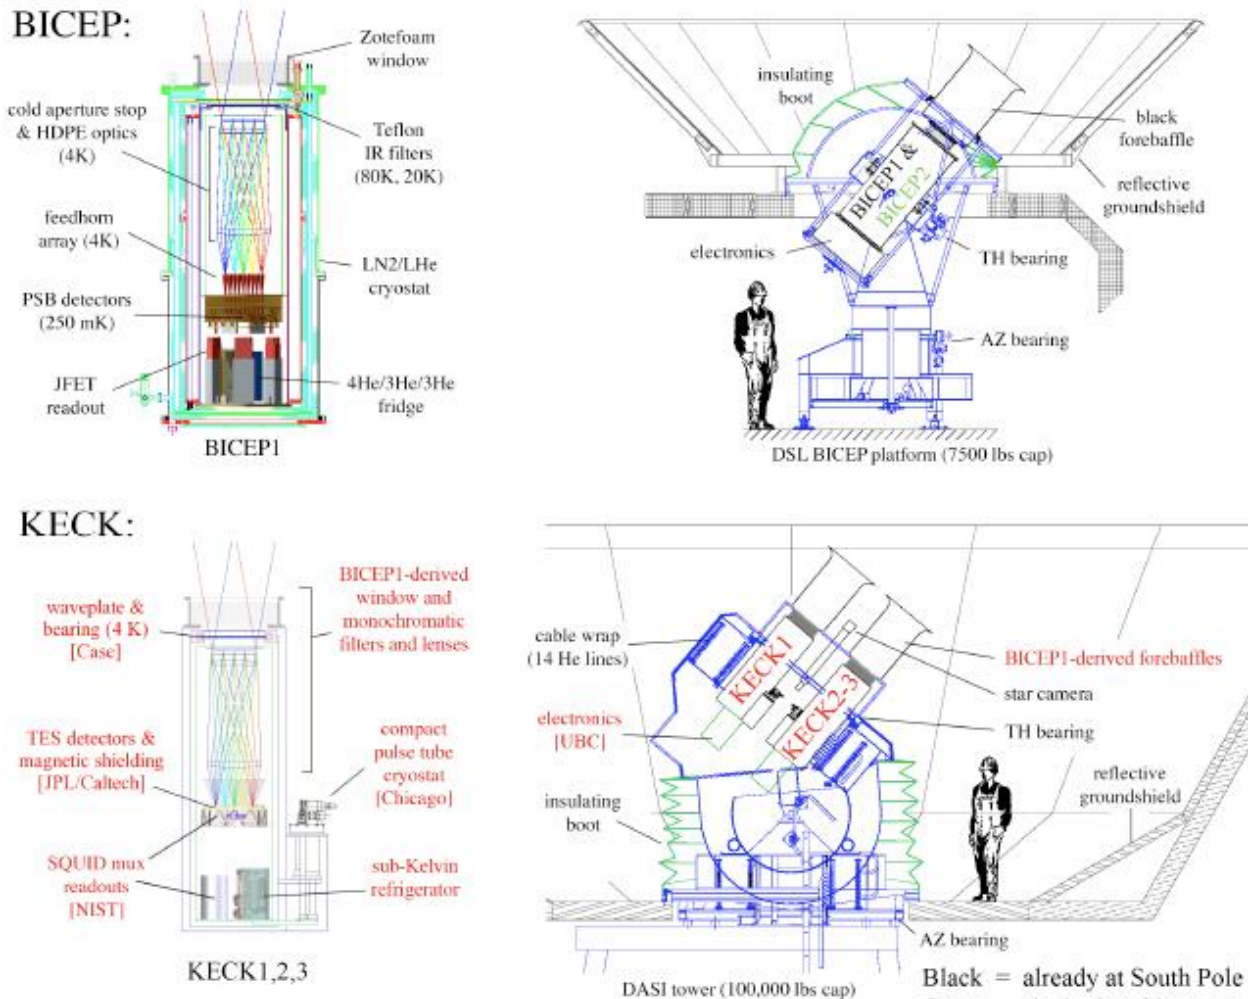 BICEP:
Zotefoam
window
cold aperture stop
& HDPE optics
(4K)
Teflon
IR filters
(80K, 20K)
feedhorn
array (4K)
LN2/LHe
cryostat
PSB detectors
(250 mK)
JFET
readout
4He/3He/3He
fridge
BICEP1
insulating
boot
black
forebaffle
BICEP1 &
BICEP2
reflective
groundshield
electronics
TH bearing
AZ bearing
DSL BICEP platform (7500 lbs cap)
KECK:
waveplate &
bearing (4 K)
[Case]
BICEP1-derived
window and
monochromatic
filters and lenses
TES detectors &
magnetic shielding
[JPL/Caltech]
compact
pulse tube
cryostat
[Chicago]
SQUID mux
readouts
[NIST]
sub-Kelvin
refrigerator
KECK1,2,3
cable wrap
(14 He lines)
KECK1
KECK2-3
BICEP1-derived forebaffles
star camera
electronics
[UBC]
TH bearing
reflective
groundshield
insulating
boot
AZ bearing
DASI tower (100,000 lbs cap)
Black = already at South Pole